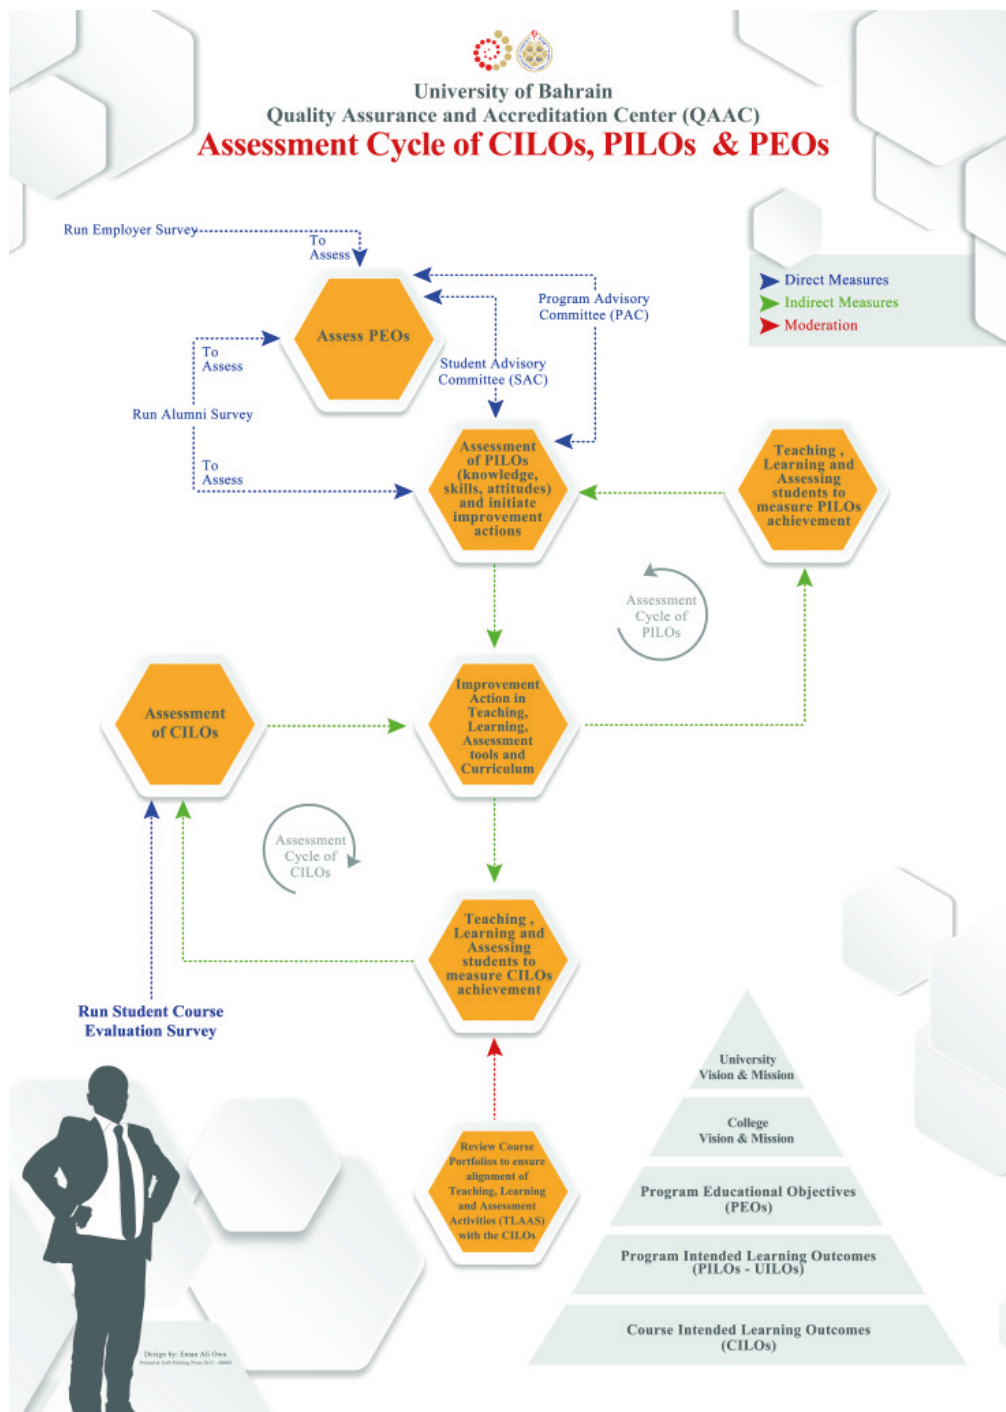 University of Bahrain
Quality Assurance and Accreditation Center (QAAC)
Assessment Cycle of CILOs, PILOs & PEOs
Run Employer Survey
To
Assess
Assess PEOs
Program Advisory
Committee (PAC)
Direct Measures
Indirect Measures
Moderation
To
Assess
Student Advisory
Committee (SAC)
Run Alumni Survey
To
Assess
Assessment
of PILOs
(knowledge,
skills, attitudes)
and initiate
improvement
actions
Teaching ,
Learning and
Assessing
students to
measure PILOs
achievement
Assessment
Cycle of
PILOs
Assessment
of CILOs
Improvement
Action in
Teaching,
Learning,
Assessment
tools and
Curriculum
Assessment
Cycle of
CILOs
Teaching ,
Learning and
Assessing
students to
measure CILOs
achievement
Run Student Course
Evaluation Survey
Review Course
Portfolios to ensure
alignment of
Teaching, Learning
and Assessment
Activities (TLAAS)
with the CILOs
University
Vision & Mission
College
Vision & Mission
Program Educational Objectives
(PEOs)
Program Intended Learning Outcomes
(PILOs - UILOs)
Course Intended Learning Outcomes
(CILOs)
Design by: Eman Ali Own